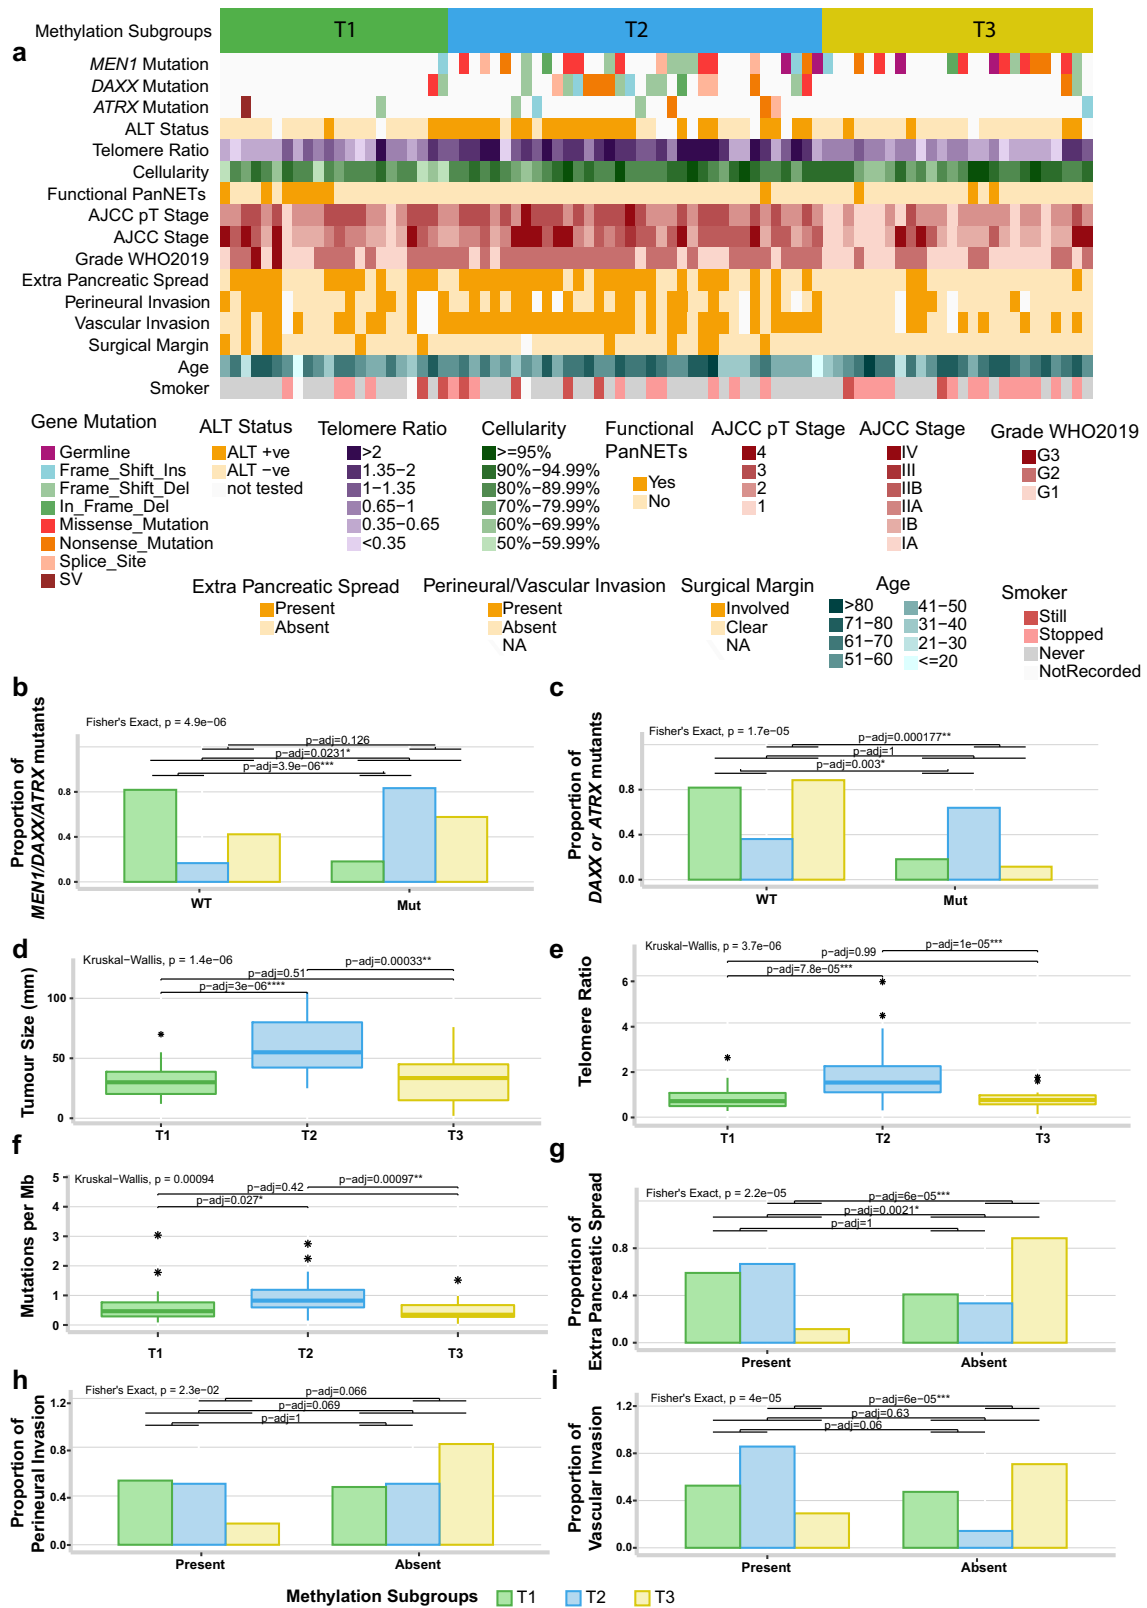 Methylation Subgroups T1 T2 T3
a
MEN1 Mutation
DAXX Mutation
ATRX Mutation
ALT Status
Telomere Ratio
Cellularity
Functional PanNETs
AJCC pT Stage
AJCC Stage
Grade WHO2019
Extra Pancreatic Spread
Perineural Invasion
Vascular Invasion
Surgical Margin
Age
Smoker
Gene Mutation
Germline
Frame_Shift_Ins
Frame_Shift_Del
In_Frame_Del
Missense_Mutation
Nonsense_Mutation
Splice_Site
SV
ALT Status
ALT +ve
ALT −ve
not tested
Telomere Ratio
>2
1.35−2
1−1.35
0.65−1
0.35−0.65
<0.35
Cellularity
>=95%
90%−94.99%
80%−89.99%
70%−79.99%
60%−69.99%
50%−59.99%
Functional
PanNETs
Yes
No
AJCC pT Stage
4
3
2
1
AJCC Stage
IV
III
IIB
IIA
IB
IA
Grade WHO2019
G3
G2
G1
Extra Pancreatic Spread
Present
Absent
Perineural/Vascular Invasion
Present
Absent
NA
Surgical Margin
Involved
Clear
NA
Age
>80
71−80
61−70
51−60
41−50
31−40
21−30
<=20
Smoker
Still
Stopped
Never
NotRecorded
b
Fisher's Exact, p = 4.9e−06
p−adj=0.126
p−adj=0.0231*
p−adj=3.9e−06***
Proportion of
MEN1/DAXX/ATRX mutants
0.8
0.4
0.0
WT Mut
c
Fisher's Exact, p = 1.7e−05
p−adj=0.000177**
p−adj=1
p−adj=0.003*
Proportion of
DAXX or ATRX mutants
0.8
0.4
0.0
WT Mut
d
Kruskal−Wallis, p = 1.4e−06
p−adj=0.00033**
p−adj=0.51
p−adj=3e−06****
Tumour Size (mm)
100
50
0
T1 T2 T3
e
Kruskal−Wallis, p = 3.7e−06
p−adj=1e−05***
p−adj=0.99
p−adj=7.8e−05***
Telomere Ratio
6
4
2
0
T1 T2 T3
f
Kruskal−Wallis, p = 0.00094
p−adj=0.00097**
p−adj=0.42
p−adj=0.027*
Mutations per Mb
5
4
3
2
1
0
T1 T2 T3
g
Fisher's Exact, p = 2.2e−05
p−adj=6e−05***
p−adj=0.0021*
p−adj=1
Proportion of
Extra Pancreatic Spread
0.8
0.4
0.0
Present Absent
h
Fisher's Exact, p = 2.3e−02
p−adj=0.066
p−adj=0.069
p−adj=1
Proportion of
Perineural Invasion
1.2
0.8
0.4
0.0
Present Absent
i
Fisher's Exact, p = 4e−05
p−adj=6e−05***
p−adj=0.63
p−adj=0.06
Proportion of
Vascular Invasion
1.2
0.8
0.4
0.0
Present Absent
Methylation Subgroups T1 T2 T3